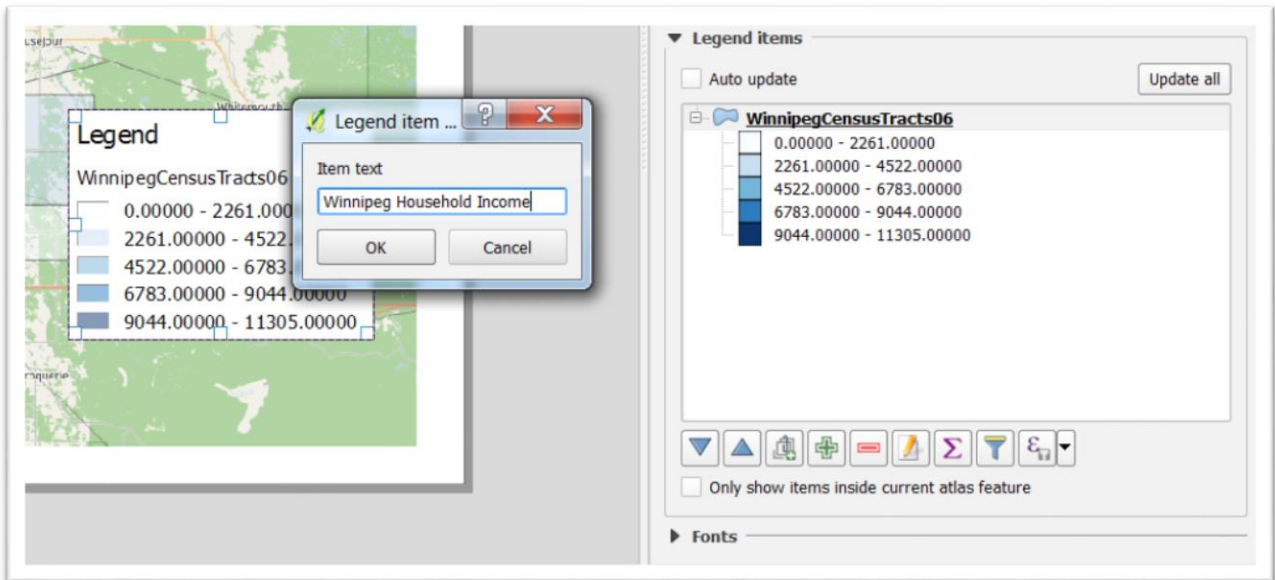 usejour
Whitemouth
Legend
WinnipegCensusTracts06
0.00000 - 2261.000
2261.00000 - 4522.
4522.00000 - 6783.
6783.00000 - 9044.00000
9044.00000 - 11305.00000
roquerie
Legend item ...
?
X
Item text
Winnipeg Household Income
OK
Cancel
Legend items
Auto update
Update all
WinnipegCensusTracts06
0.00000 - 2261.00000
2261.00000 - 4522.00000
4522.00000 - 6783.00000
6783.00000 - 9044.00000
9044.00000 - 11305.00000
Σ
ε
Only show items inside current atlas feature
Fonts